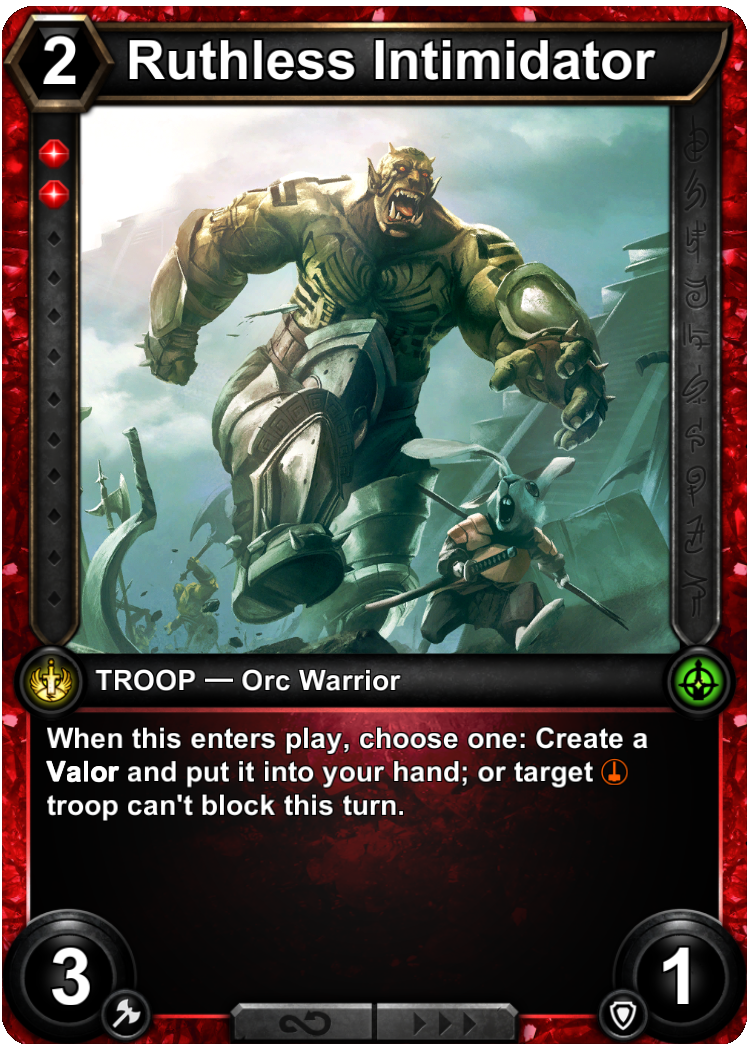 2
Ruthless Intimidator
TROOP — Orc Warrior
When this enters play, choose one: Create a
Valor and put it into your hand; or target
troop can't block this turn.
3
1